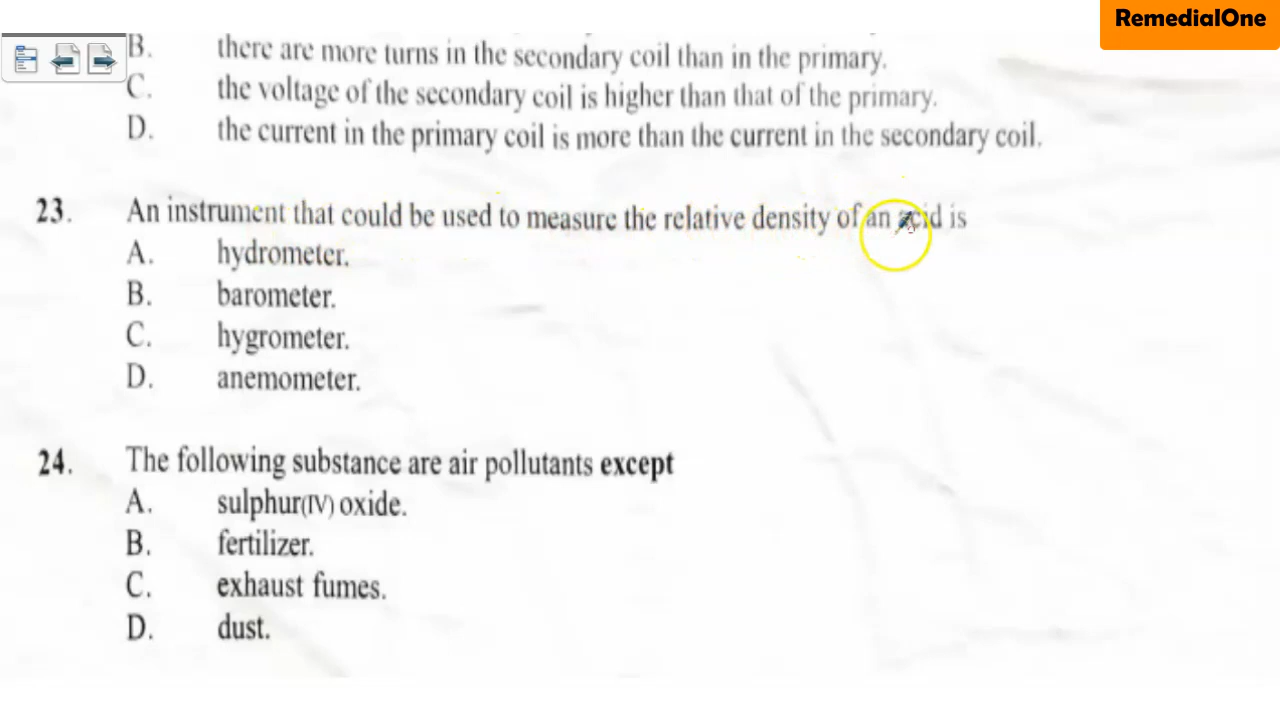 RemedialOne
B. there are more turns in the secondary coil than in the primary.
C. the voltage of the secondary coil is higher than that of the primary.
D. the current in the primary coil is more than the current in the secondary coil.
23. An instrument that could be used to measure the relative density of an acid is
A. hydrometer.
B. barometer.
C. hygrometer.
D. anemometer.
24. The following substance are air pollutants except
A. sulphur(IV) oxide.
B. fertilizer.
C. exhaust fumes.
D. dust.